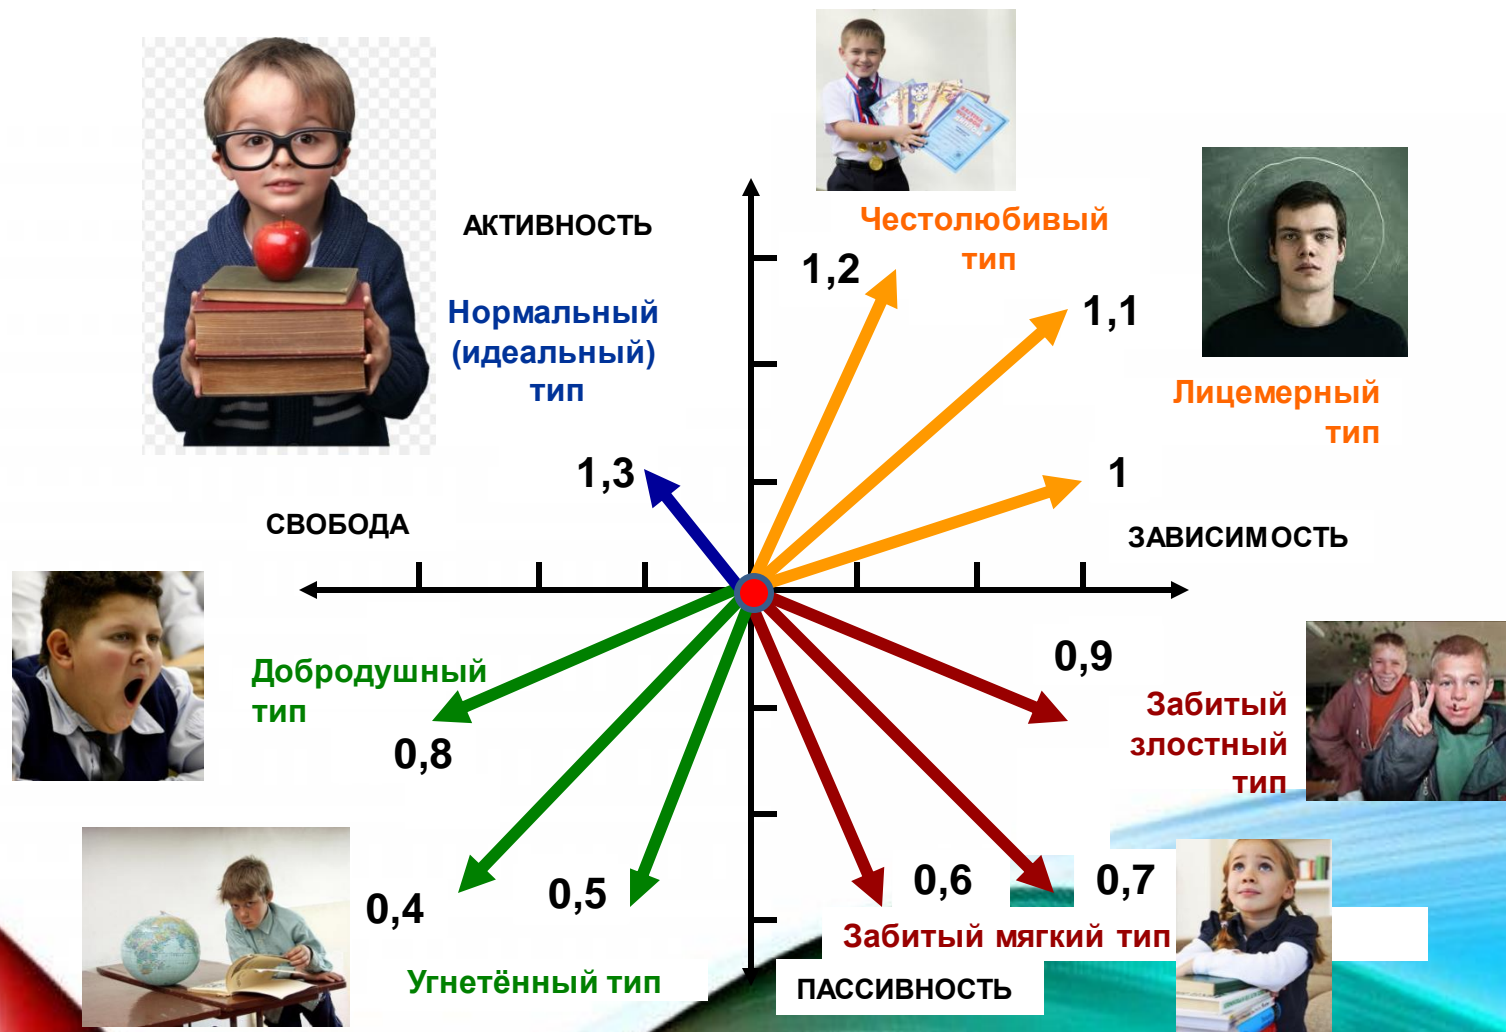 АКТИВНОСТЬ
Честолюбивый
тип
1,2
1,1
Нормальный
(идеальный)
тип
Лицемерный
тип
1,3
1
СВОБОДА
ЗАВИСИМОСТЬ
Добродушный
тип
0,9
0,8
Забитый
злостный
тип
0,4
0,5
0,6
0,7
Забитый мягкий тип
Угнетённый тип
ПАССИВНОСТЬ